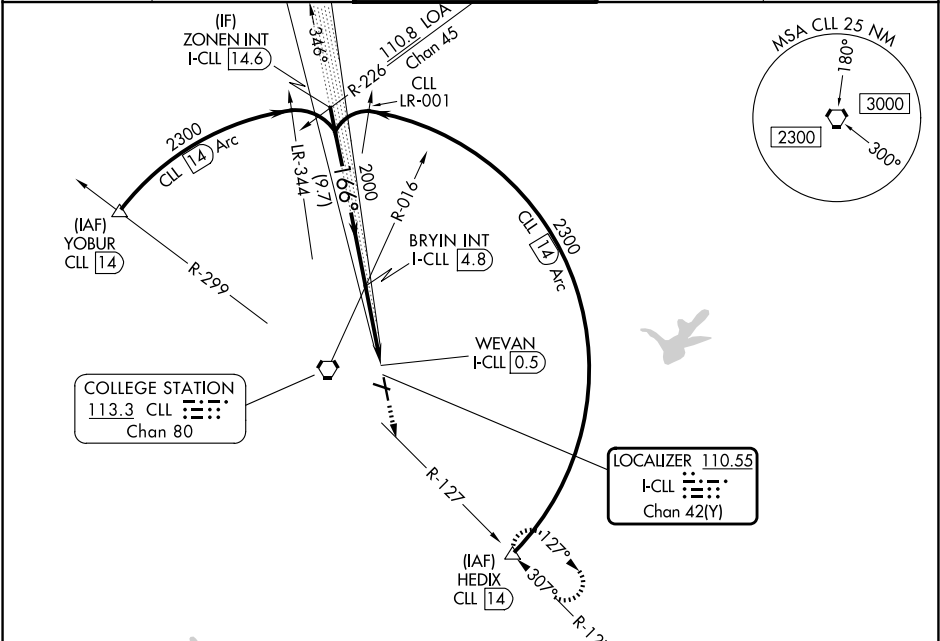 (IF)
ZONEN INT
I-CLL 14.6
346°
R-226
110.8 LOA
Chan 45
CLL
LR-001
MSA CLL 25 NM
180°
3000
2300
300°
2300
CLL 14 Arc
LR-344
(9.7)
166°
2000
R-016
2300
CLL 14 Arc
(IAF)
YOBUR
CLL 14
R-299
BRYIN INT
I-CLL 4.8
WEVAN
I-CLL 0.5
COLLEGE STATION
113.3 CLL
Chan 80
LOCALIZER 110.55
I-CLL
Chan 42(Y)
R-127
(IAF)
HEDIX
CLL 14
127°
307°